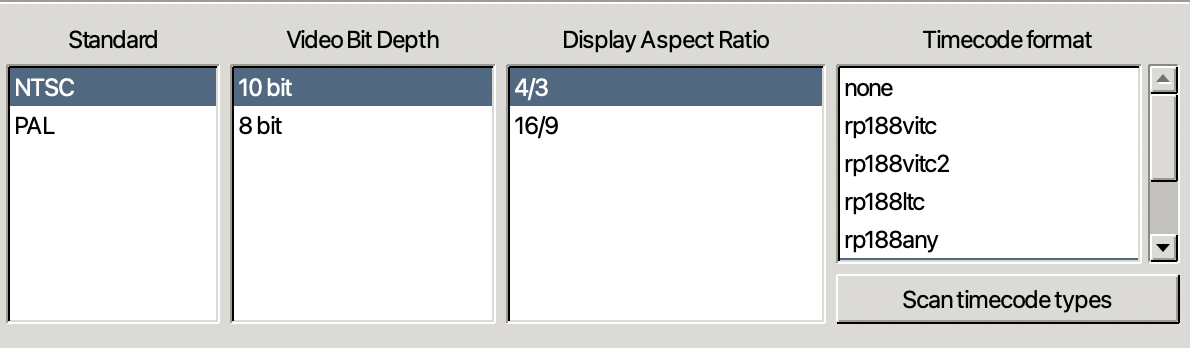 Standard
Video Bit Depth
Display Aspect Ratio
Timecode format
NTSC
PAL
10 bit
8 bit
4/3
16/9
none
rp188vitc
rp188vitc2
rp188ltc
rp188any
Scan timecode types